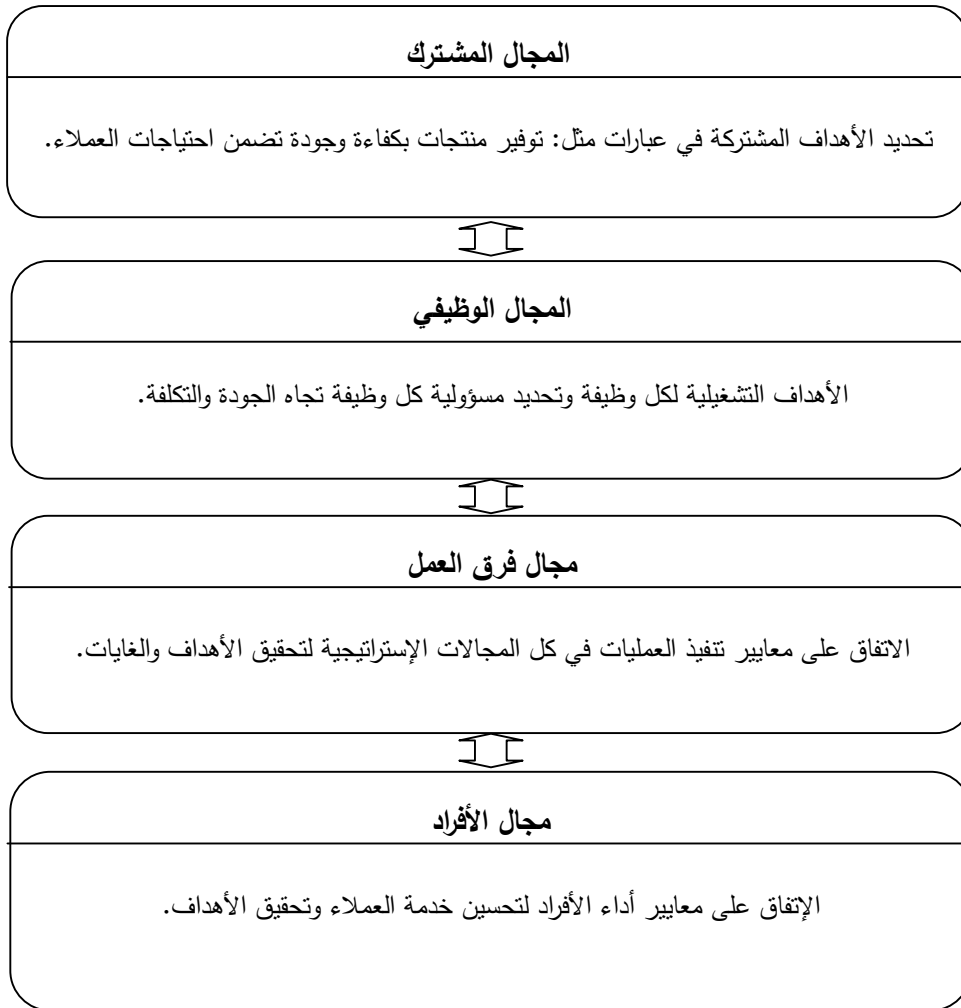 المجال المشترك
تحديد الأهداف المشتركة في عبارات مثل: توفير منتجات بكفاءة وجودة تضمن احتياجات العملاء.
المجال الوظيفي
الأهداف التشغيلية لكل وظيفة وتحديد مسؤولية كل وظيفة تجاه الجودة والتكلفة.
مجال فرق العمل
الاتفاق على معايير تنفيذ العمليات في كل المجالات الإستراتيجية لتحقيق الأهداف والغايات.
مجال الأفراد
الإتفاق على معايير أداء الأفراد لتحسين خدمة العملاء وتحقيق الأهداف.